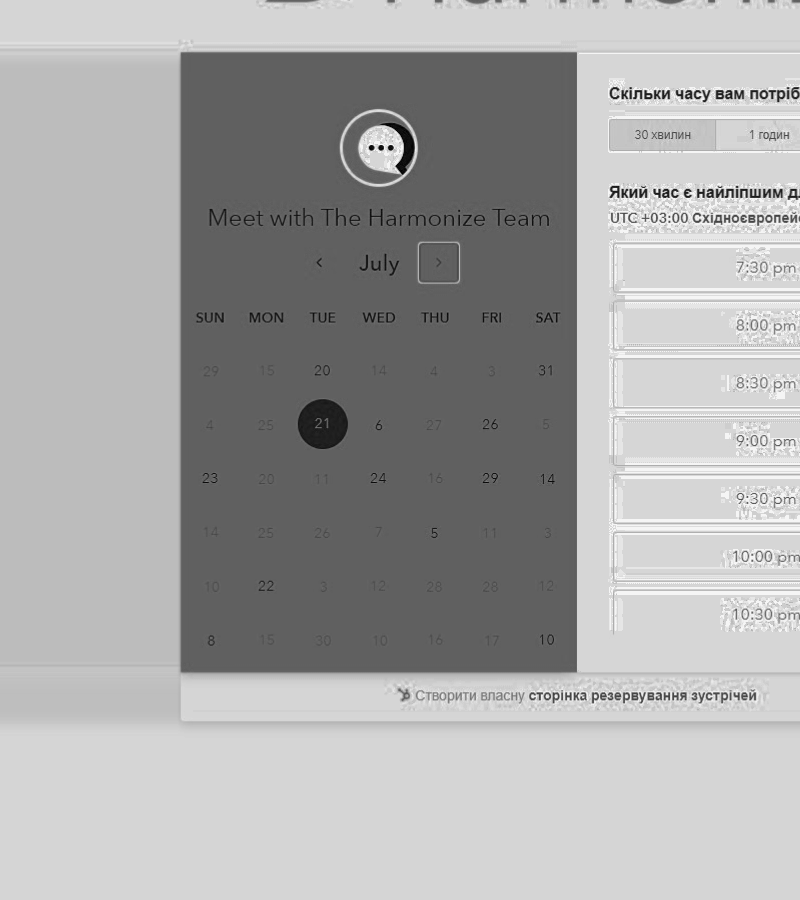 Meet with The Harmonize Team
July
SUN MON TUE WED THU FRI SAT
29 15 20 14 4 3 31
4 25 21 6 27 26 5
23 20 11 24 16 29 14
14 25 26 7 5 11 3
10 22 3 12 28 28 12
8 15 30 10 16 17 10
Скільки часу вам потріб
30 хвилин 1 годин
Який час є найліпшим д
UTC +03:00 Східноєвропей
7:30 pm
8:00 pm
8:30 pm
9:00 pm
9:30 pm
10:00 pm
10:30 pm
Створити власну сторінка резервування зустрічей